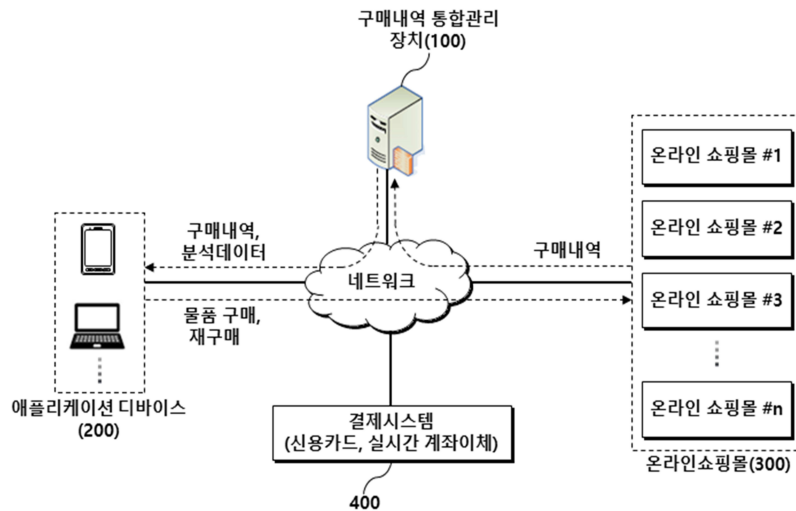 구매내역 통합관리
장치(100)
온라인 쇼핑몰 #1
온라인 쇼핑몰 #2
온라인 쇼핑몰 #3
온라인 쇼핑몰 #n
온라인쇼핑몰(300)
구매내역,
분석데이터
구매내역
네트워크
물품 구매,
재구매
애플리케이션 디바이스
(200)
결제시스템
(신용카드, 실시간 계좌이체)
400